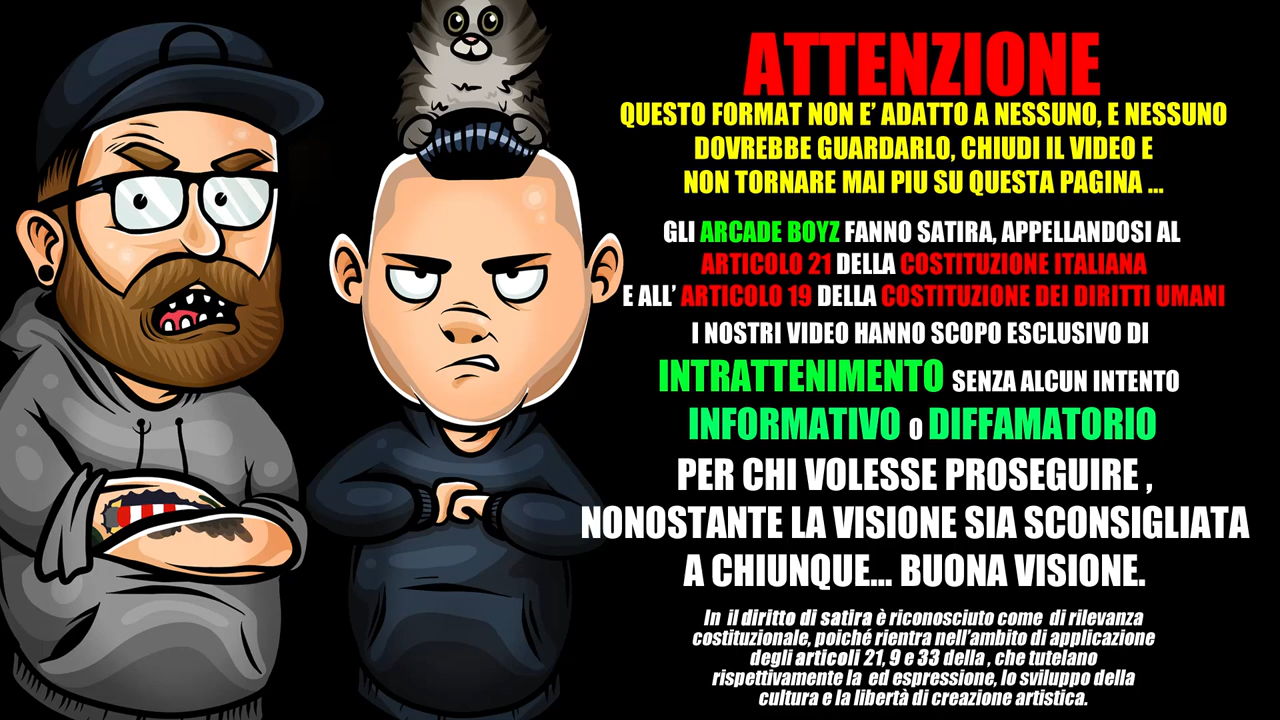 ATTENZIONE
QUESTO FORMAT NON E' ADATTO A NESSUNO, E NESSUNO
DOVREBBE GUARDARLO, CHIUDI IL VIDEO E
NON TORNARE MAI PIU SU QUESTA PAGINA ...
GLI ARCADE BOYZ FANNO SATIRA, APPELLANDOSI AL
ARTICOLO 21 DELLA COSTITUZIONE ITALIANA
E ALL' ARTICOLO 19 DELLA COSTITUZIONE DEI DIRITTI UMANI
I NOSTRI VIDEO HANNO SCOPO ESCLUSIVO DI
INTRATTENIMENTO SENZA ALCUN INTENTO
INFORMATIVO O DIFFAMATORIO
PER CHI VOLESSE PROSEGUIRE ,
NONOSTANTE LA VISIONE SIA SCONSIGLIATA
A CHIUNQUE... BUONA VISIONE.
In il diritto di satira è riconosciuto come di rilevanza
costituzionale, poiché rientra nell'ambito di applicazione
degli articoli 21, 9 e 33 della , che tutelano
rispettivamente la ed espressione, lo sviluppo della
cultura e la libertà di creazione artistica.